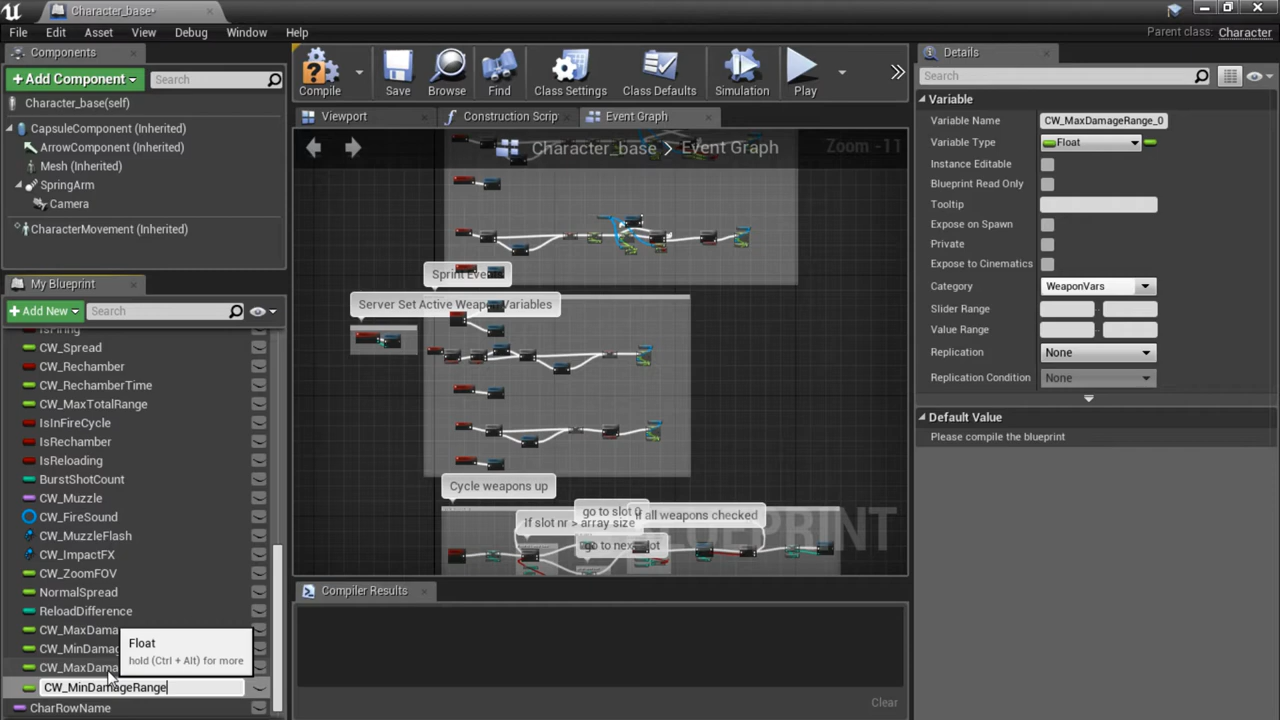 Character_base*
File Edit Asset View Debug Window Help
Parent class: Character
Components
+Add Component Search
Character_base(self)
CapsuleComponent (Inherited)
ArrowComponent (Inherited)
Mesh (Inherited)
SpringArm
Camera
CharacterMovement (Inherited)
My Blueprint
+Add New Search
IsFiring
CW_Spread
CW_Rechamber
CW_RechamberTime
CW_MaxTotalRange
IsInFireCycle
IsRechamber
IsReloading
BurstShotCount
CW_Muzzle
CW_FireSound
CW_MuzzleFlash
CW_ImpactFX
CW_ZoomFOV
NormalSpread
ReloadDifference
CW_MaxDama
CW_MinDamag
CW_MaxDama
CW_MinDamageRange
CharRowName
Float
hold (Ctrl + Alt) for more
Compile Save Browse Find Class Settings Class Defaults Simulation Play
Viewport Construction Scrip Event Graph
Character_base > Event Graph Zoom -11
Sprint Eve
Server Set Active Weapon Variables
Cycle weapons up
go to slot 0
If slot nr > array size
if all weapons checked
go to next slot
BLUEPRINT
Compiler Results
Clear
Details
Search
Variable
Variable Name CW_MaxDamageRange_0
Variable Type Float
Instance Editable
Blueprint Read Only
Tooltip
Expose on Spawn
Private
Expose to Cinematics
Category WeaponVars
Slider Range
Value Range
Replication None
Replication Condition None
Default Value
Please compile the blueprint